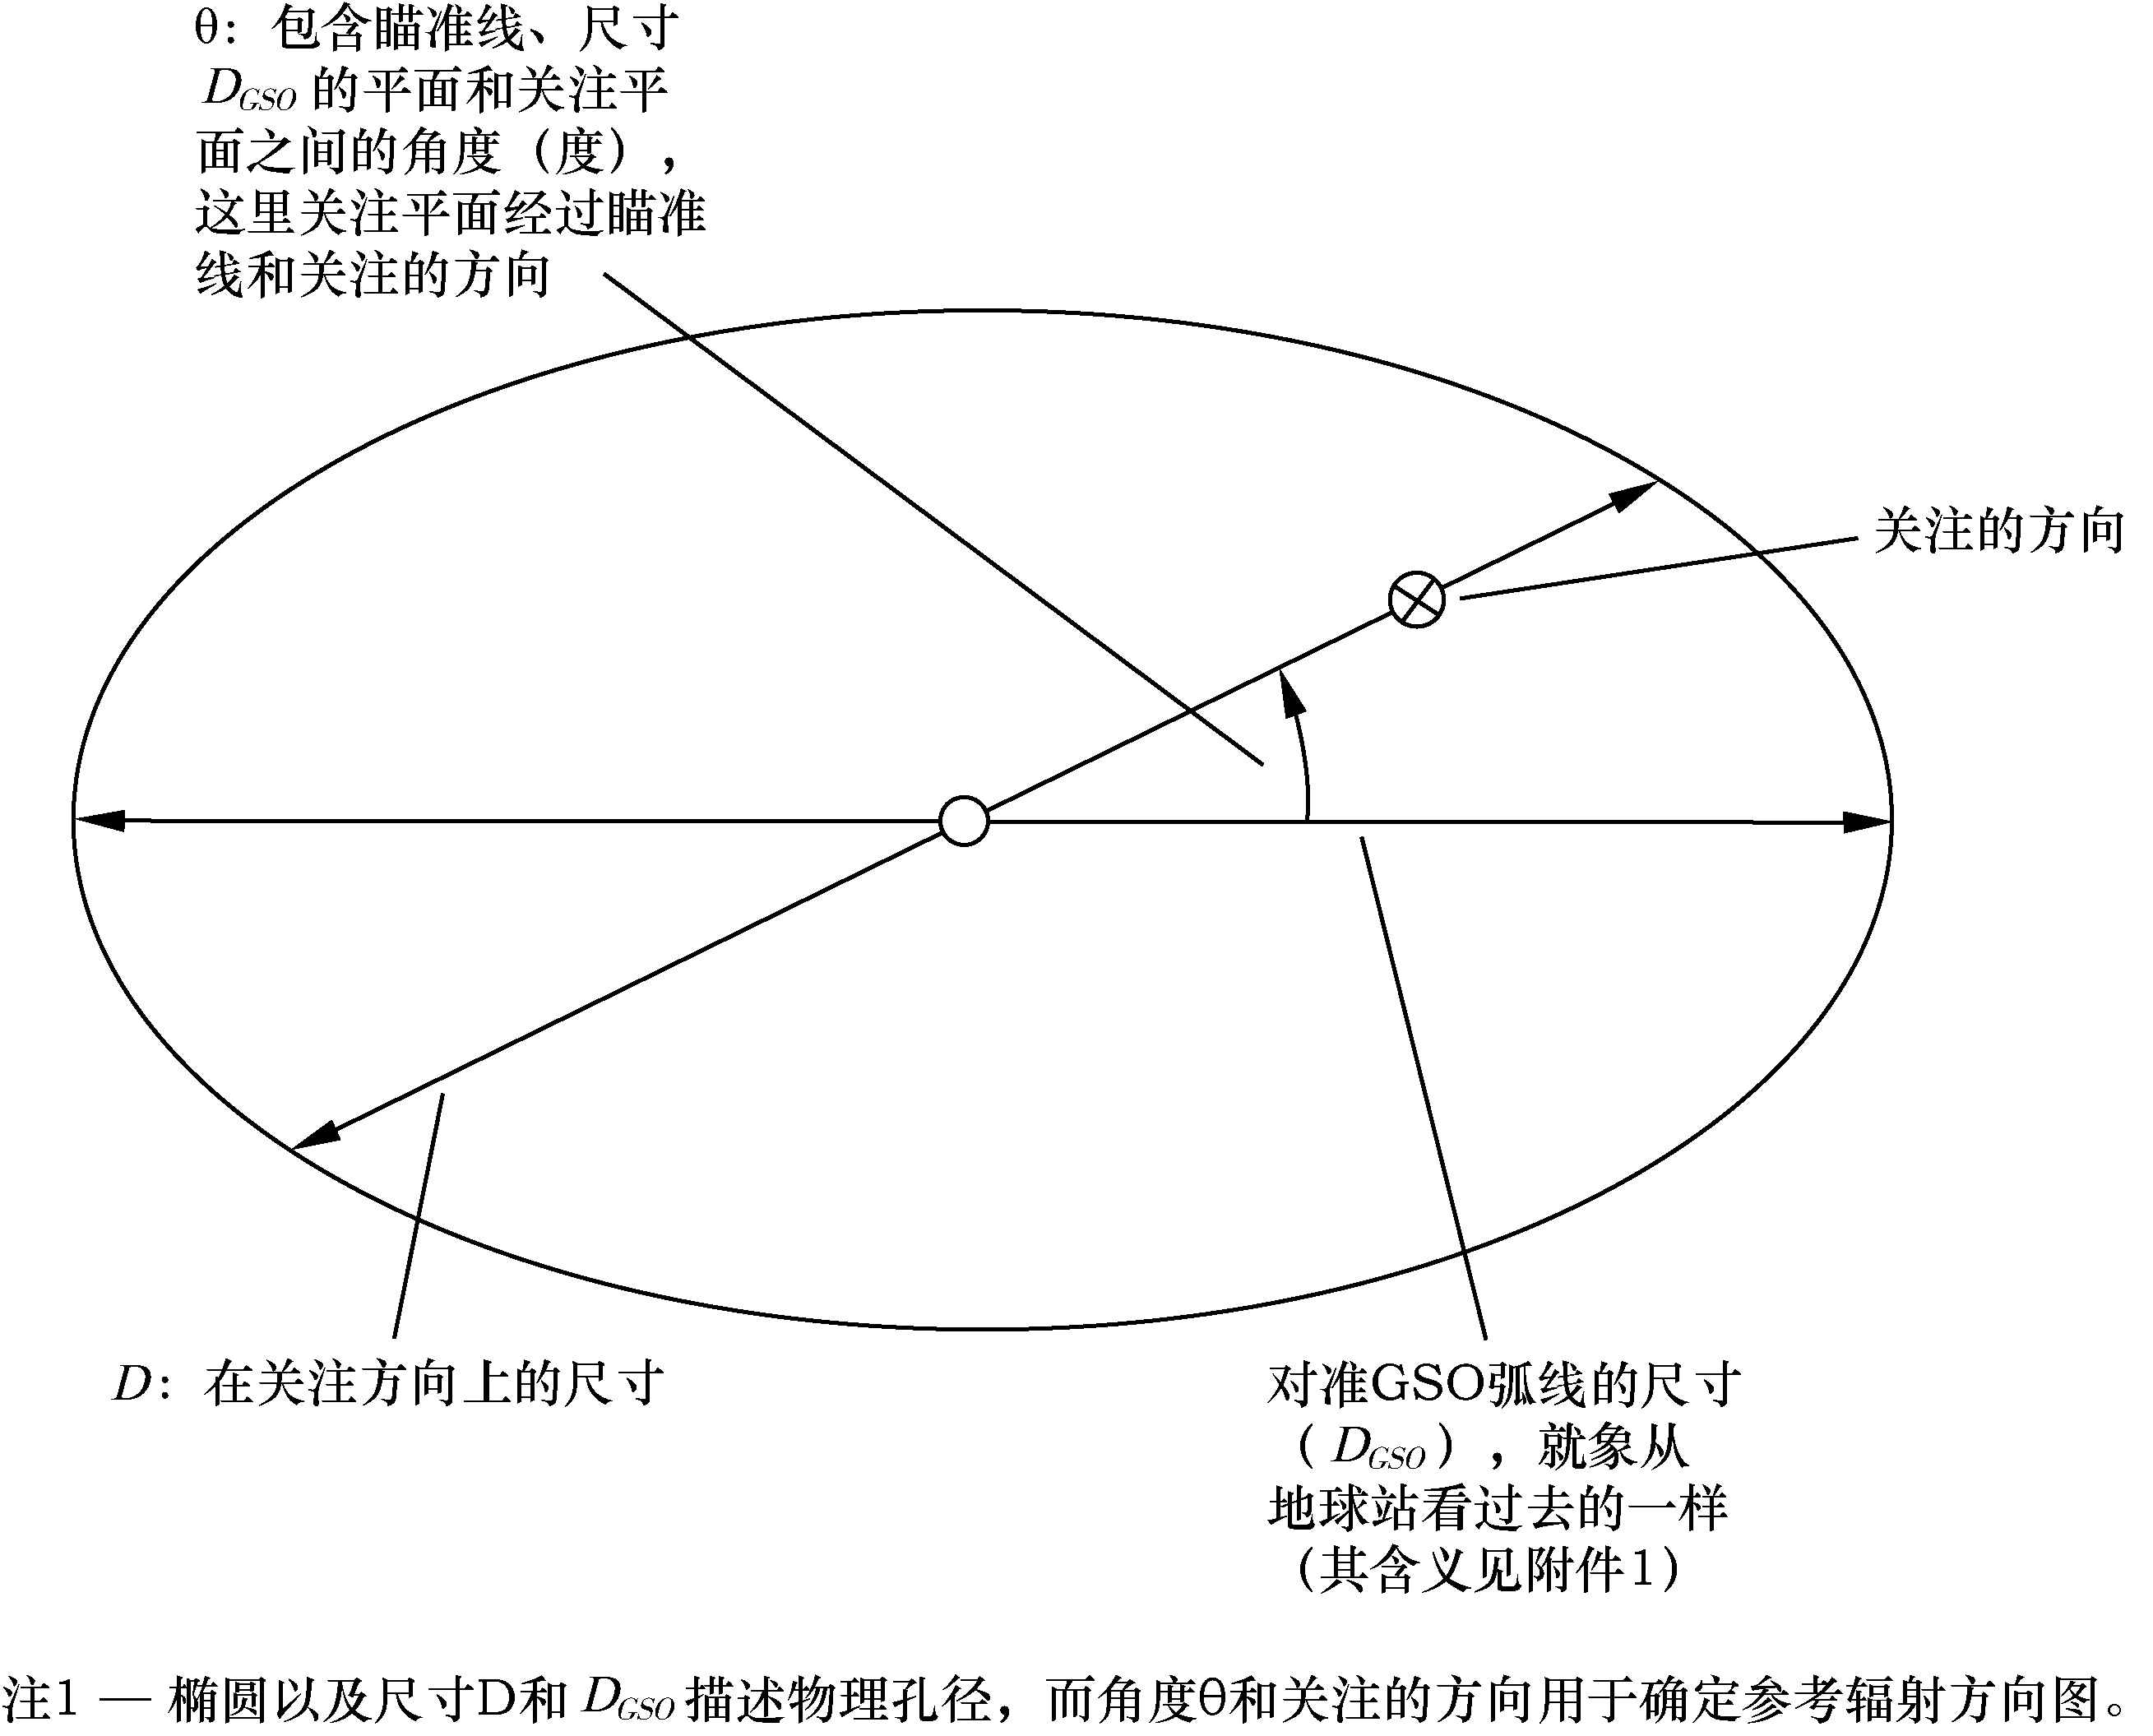 θ：包含瞄准线、尺寸
D_GSO 的平面和关注平
面之间的角度（度），
这里关注平面经过瞄准
线和关注的方向
关注的方向
D：在关注方向上的尺寸
对准GSO弧线的尺寸
（D_GSO），就象从
地球站看过去的一样
（其含义见附件1）
注1 — 椭圆以及尺寸D和 D_GSO 描述物理孔径，而角度θ和关注的方向用于确定参考辐射方向图。